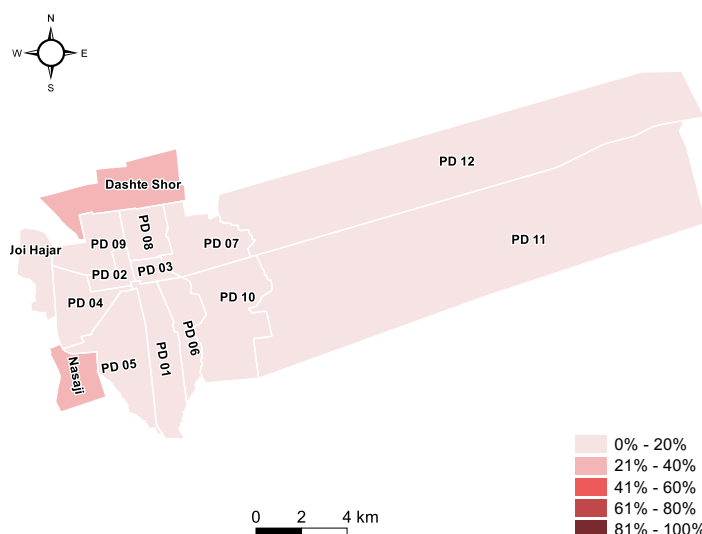 N
W E
S
PD 12
Dashte Shor
PD 08
PD 09
PD 07
PD 11
Joi Hajar
PD 03
PD 02
PD 10
PD 04
PD 06
PD 01
PD 05
Nasaji
0% - 20%
21% - 40%
41% - 60%
61% - 80%
81% - 100%
0 2 4 km